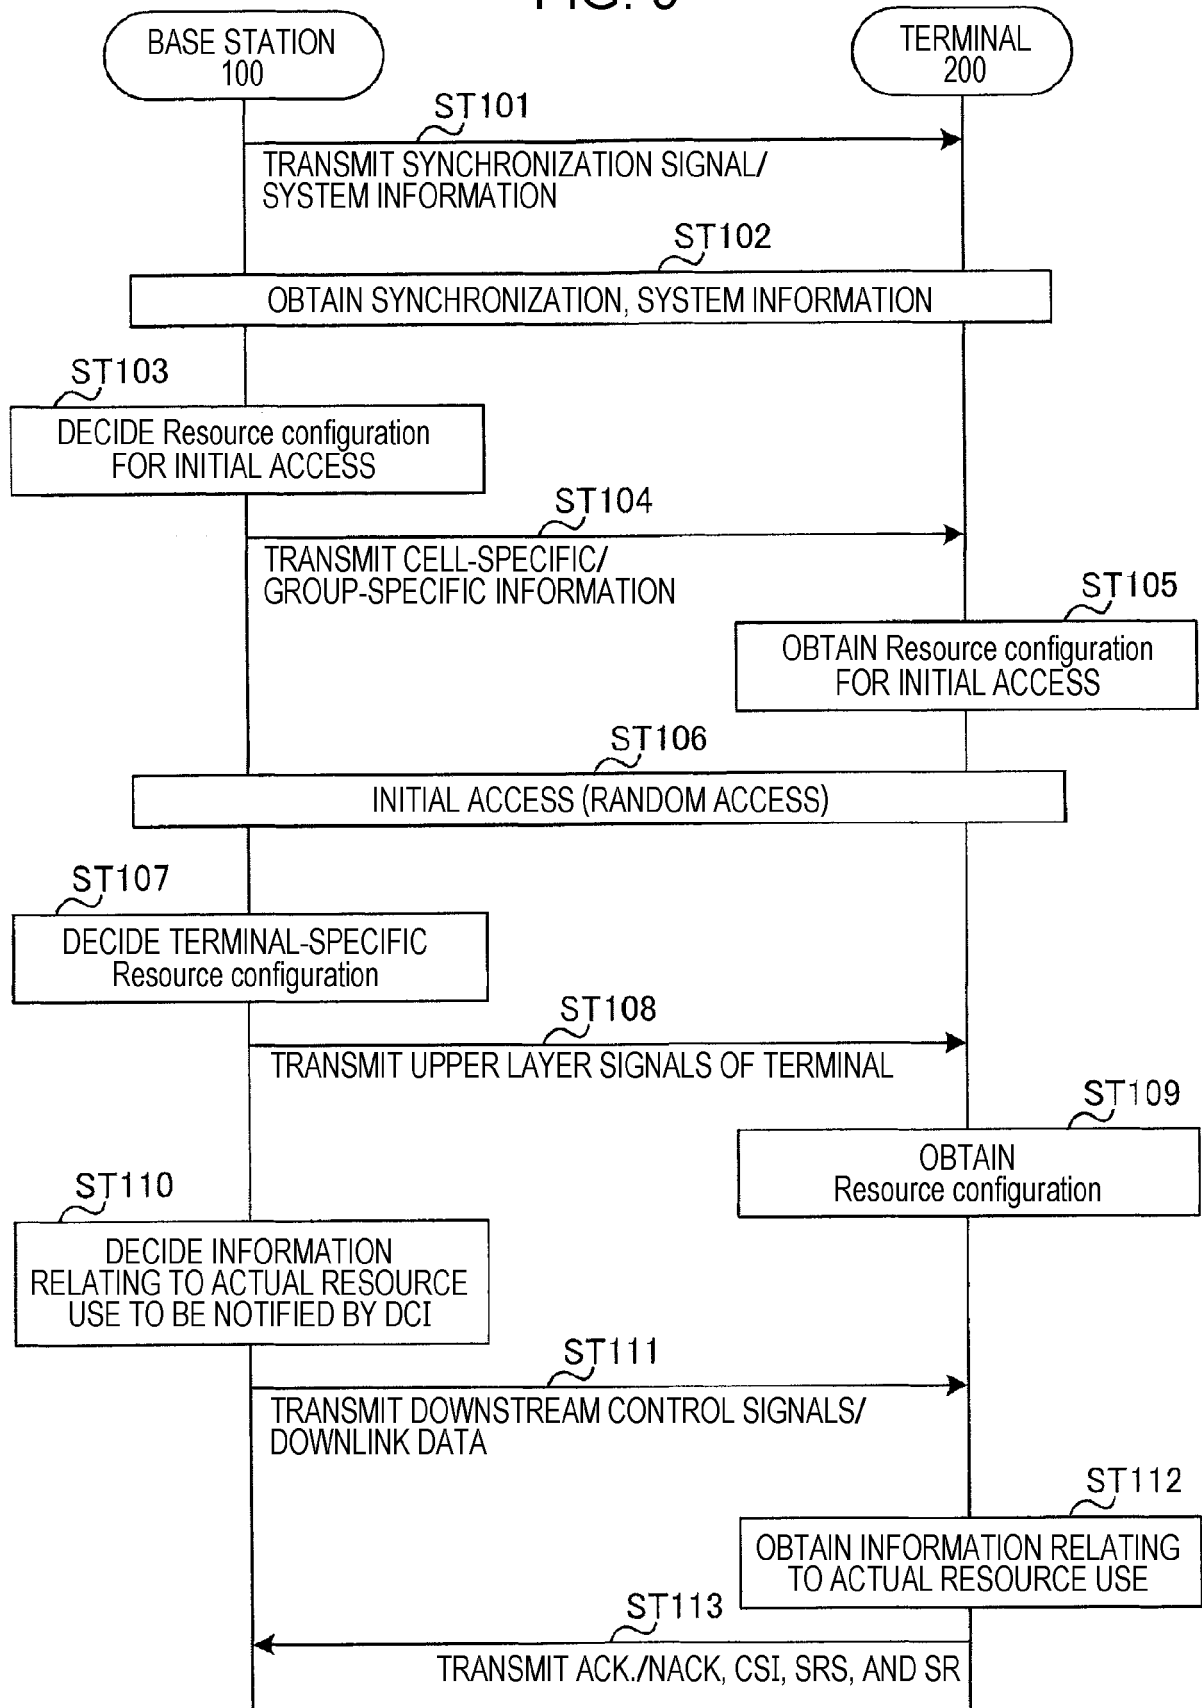 BASE STATION
100
TERMINAL
200
ST101
TRANSMIT SYNCHRONIZATION SIGNAL/
SYSTEM INFORMATION
ST102
OBTAIN SYNCHRONIZATION, SYSTEM INFORMATION
ST103
DECIDE Resource configuration
FOR INITIAL ACCESS
ST104
TRANSMIT CELL-SPECIFIC/
GROUP-SPECIFIC INFORMATION
ST105
OBTAIN Resource configuration
FOR INITIAL ACCESS
ST106
INITIAL ACCESS (RANDOM ACCESS)
ST107
DECIDE TERMINAL-SPECIFIC
Resource configuration
ST108
TRANSMIT UPPER LAYER SIGNALS OF TERMINAL
ST109
OBTAIN
Resource configuration
ST110
DECIDE INFORMATION
RELATING TO ACTUAL RESOURCE
USE TO BE NOTIFIED BY DCI
ST111
TRANSMIT DOWNSTREAM CONTROL SIGNALS/
DOWNLINK DATA
ST112
OBTAIN INFORMATION RELATING
TO ACTUAL RESOURCE USE
ST113
TRANSMIT ACK./NACK, CSI, SRS, AND SR